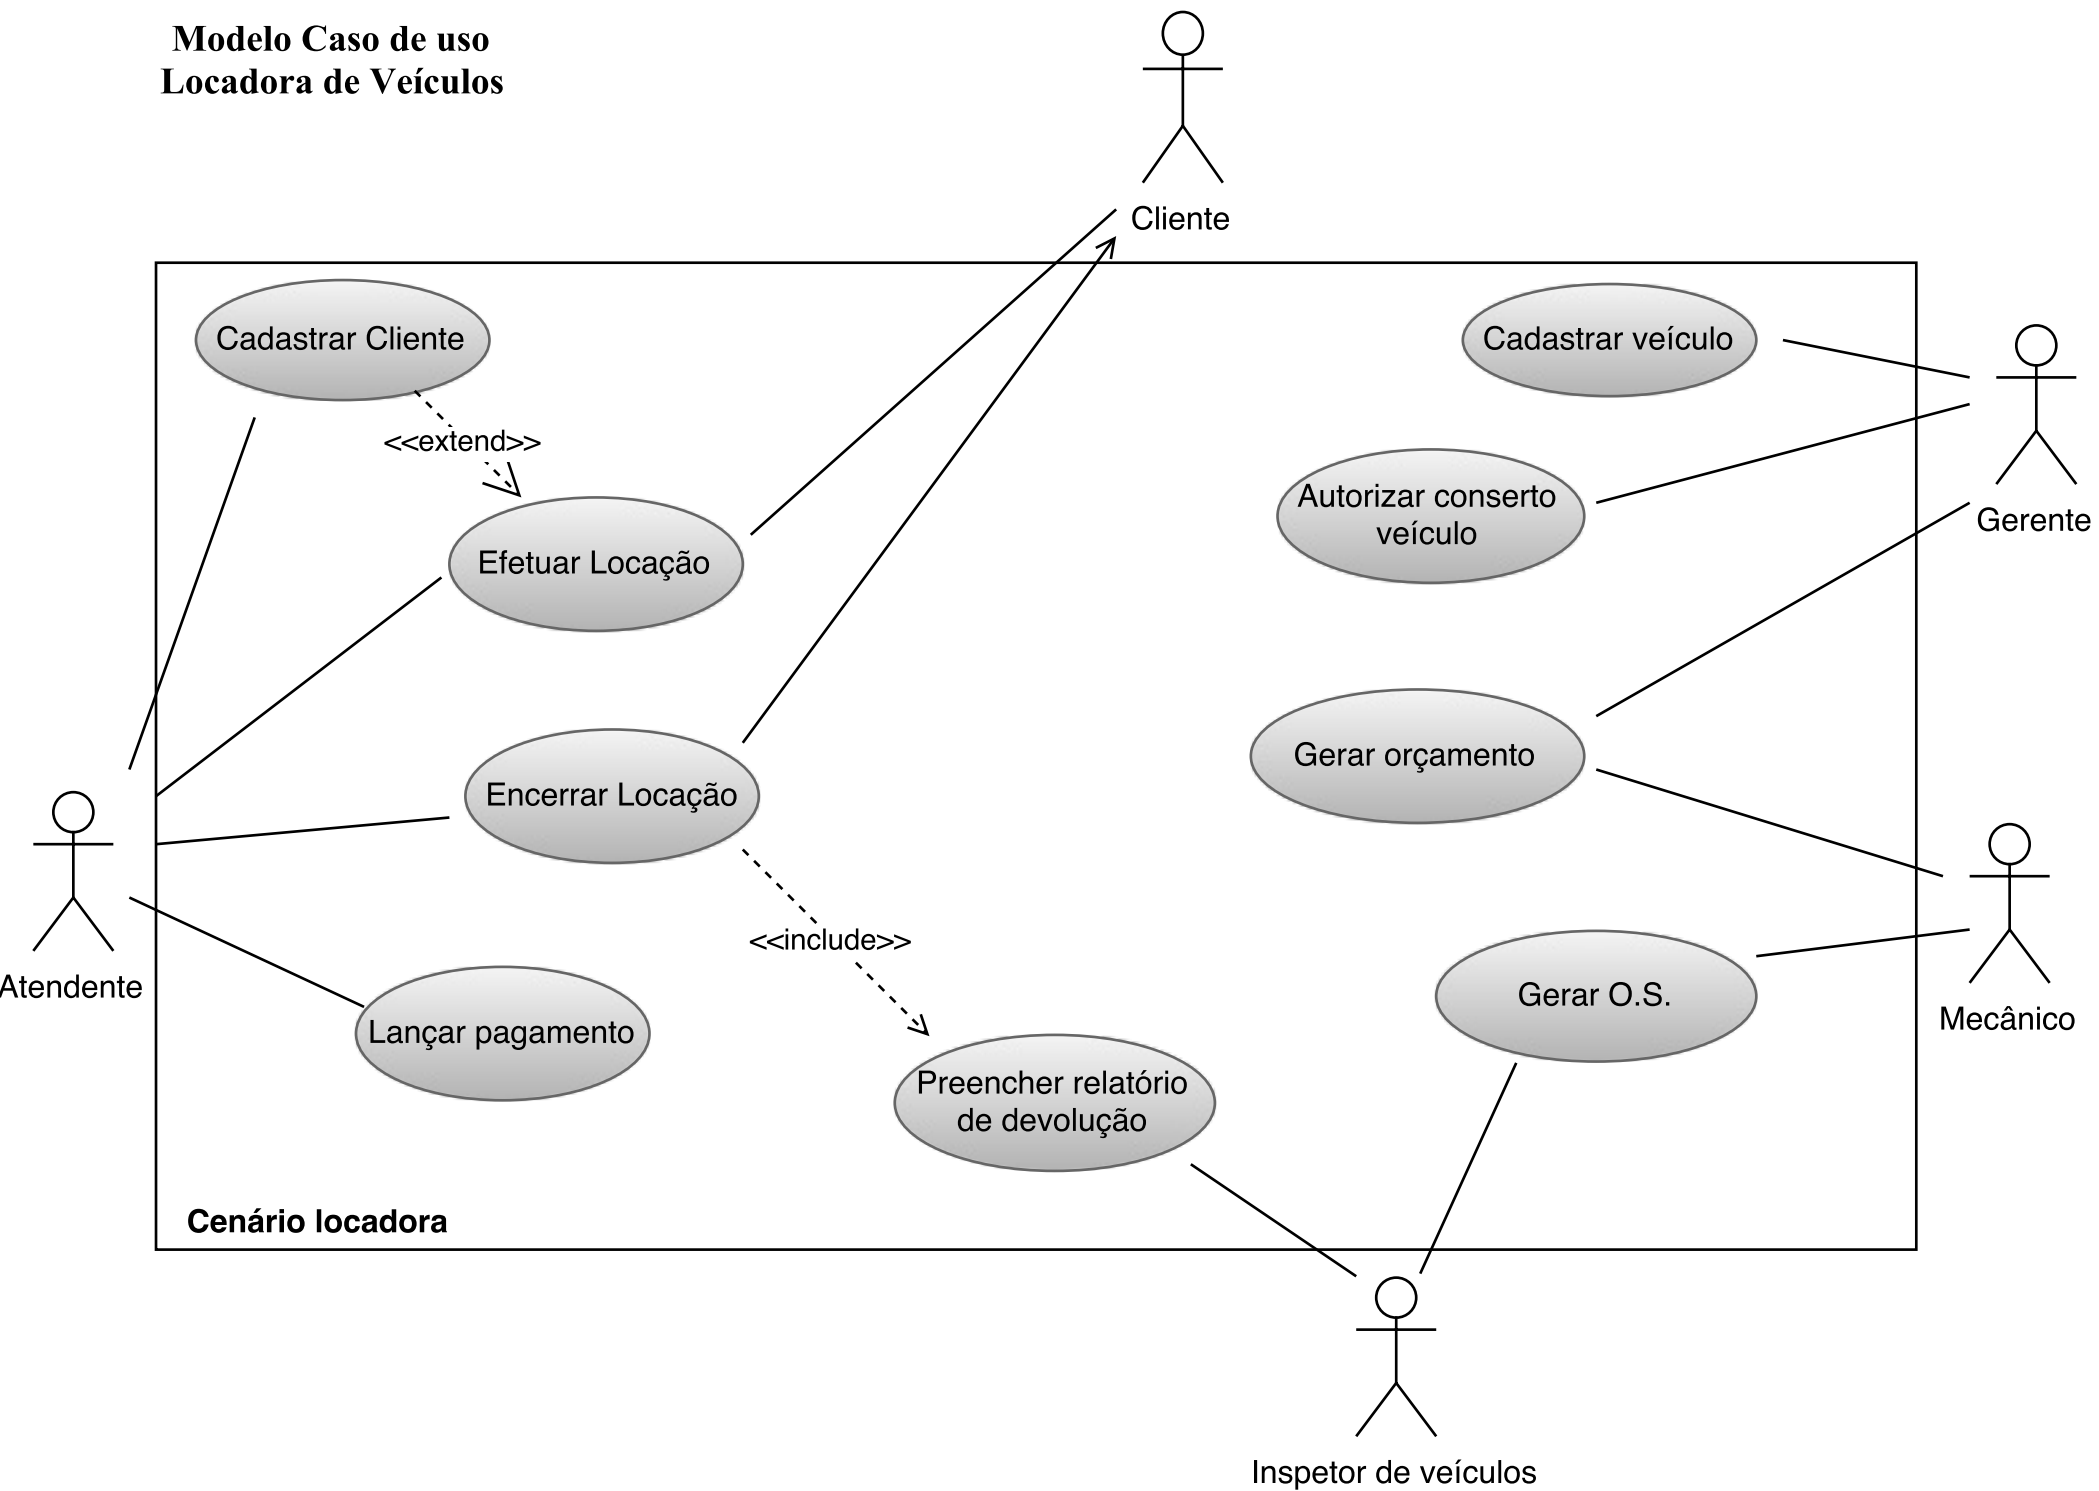 Modelo Caso de uso
Locadora de Veículos
Cliente
Cadastrar Cliente
Cadastrar veículo
<<extend>>
Autorizar conserto
veículo
Gerente
Efetuar Locação
Gerar orçamento
Encerrar Locação
<<include>>
Atendente
Gerar O.S.
Mecânico
Lançar pagamento
Preencher relatório
de devolução
Cenário locadora
Inspetor de veículos